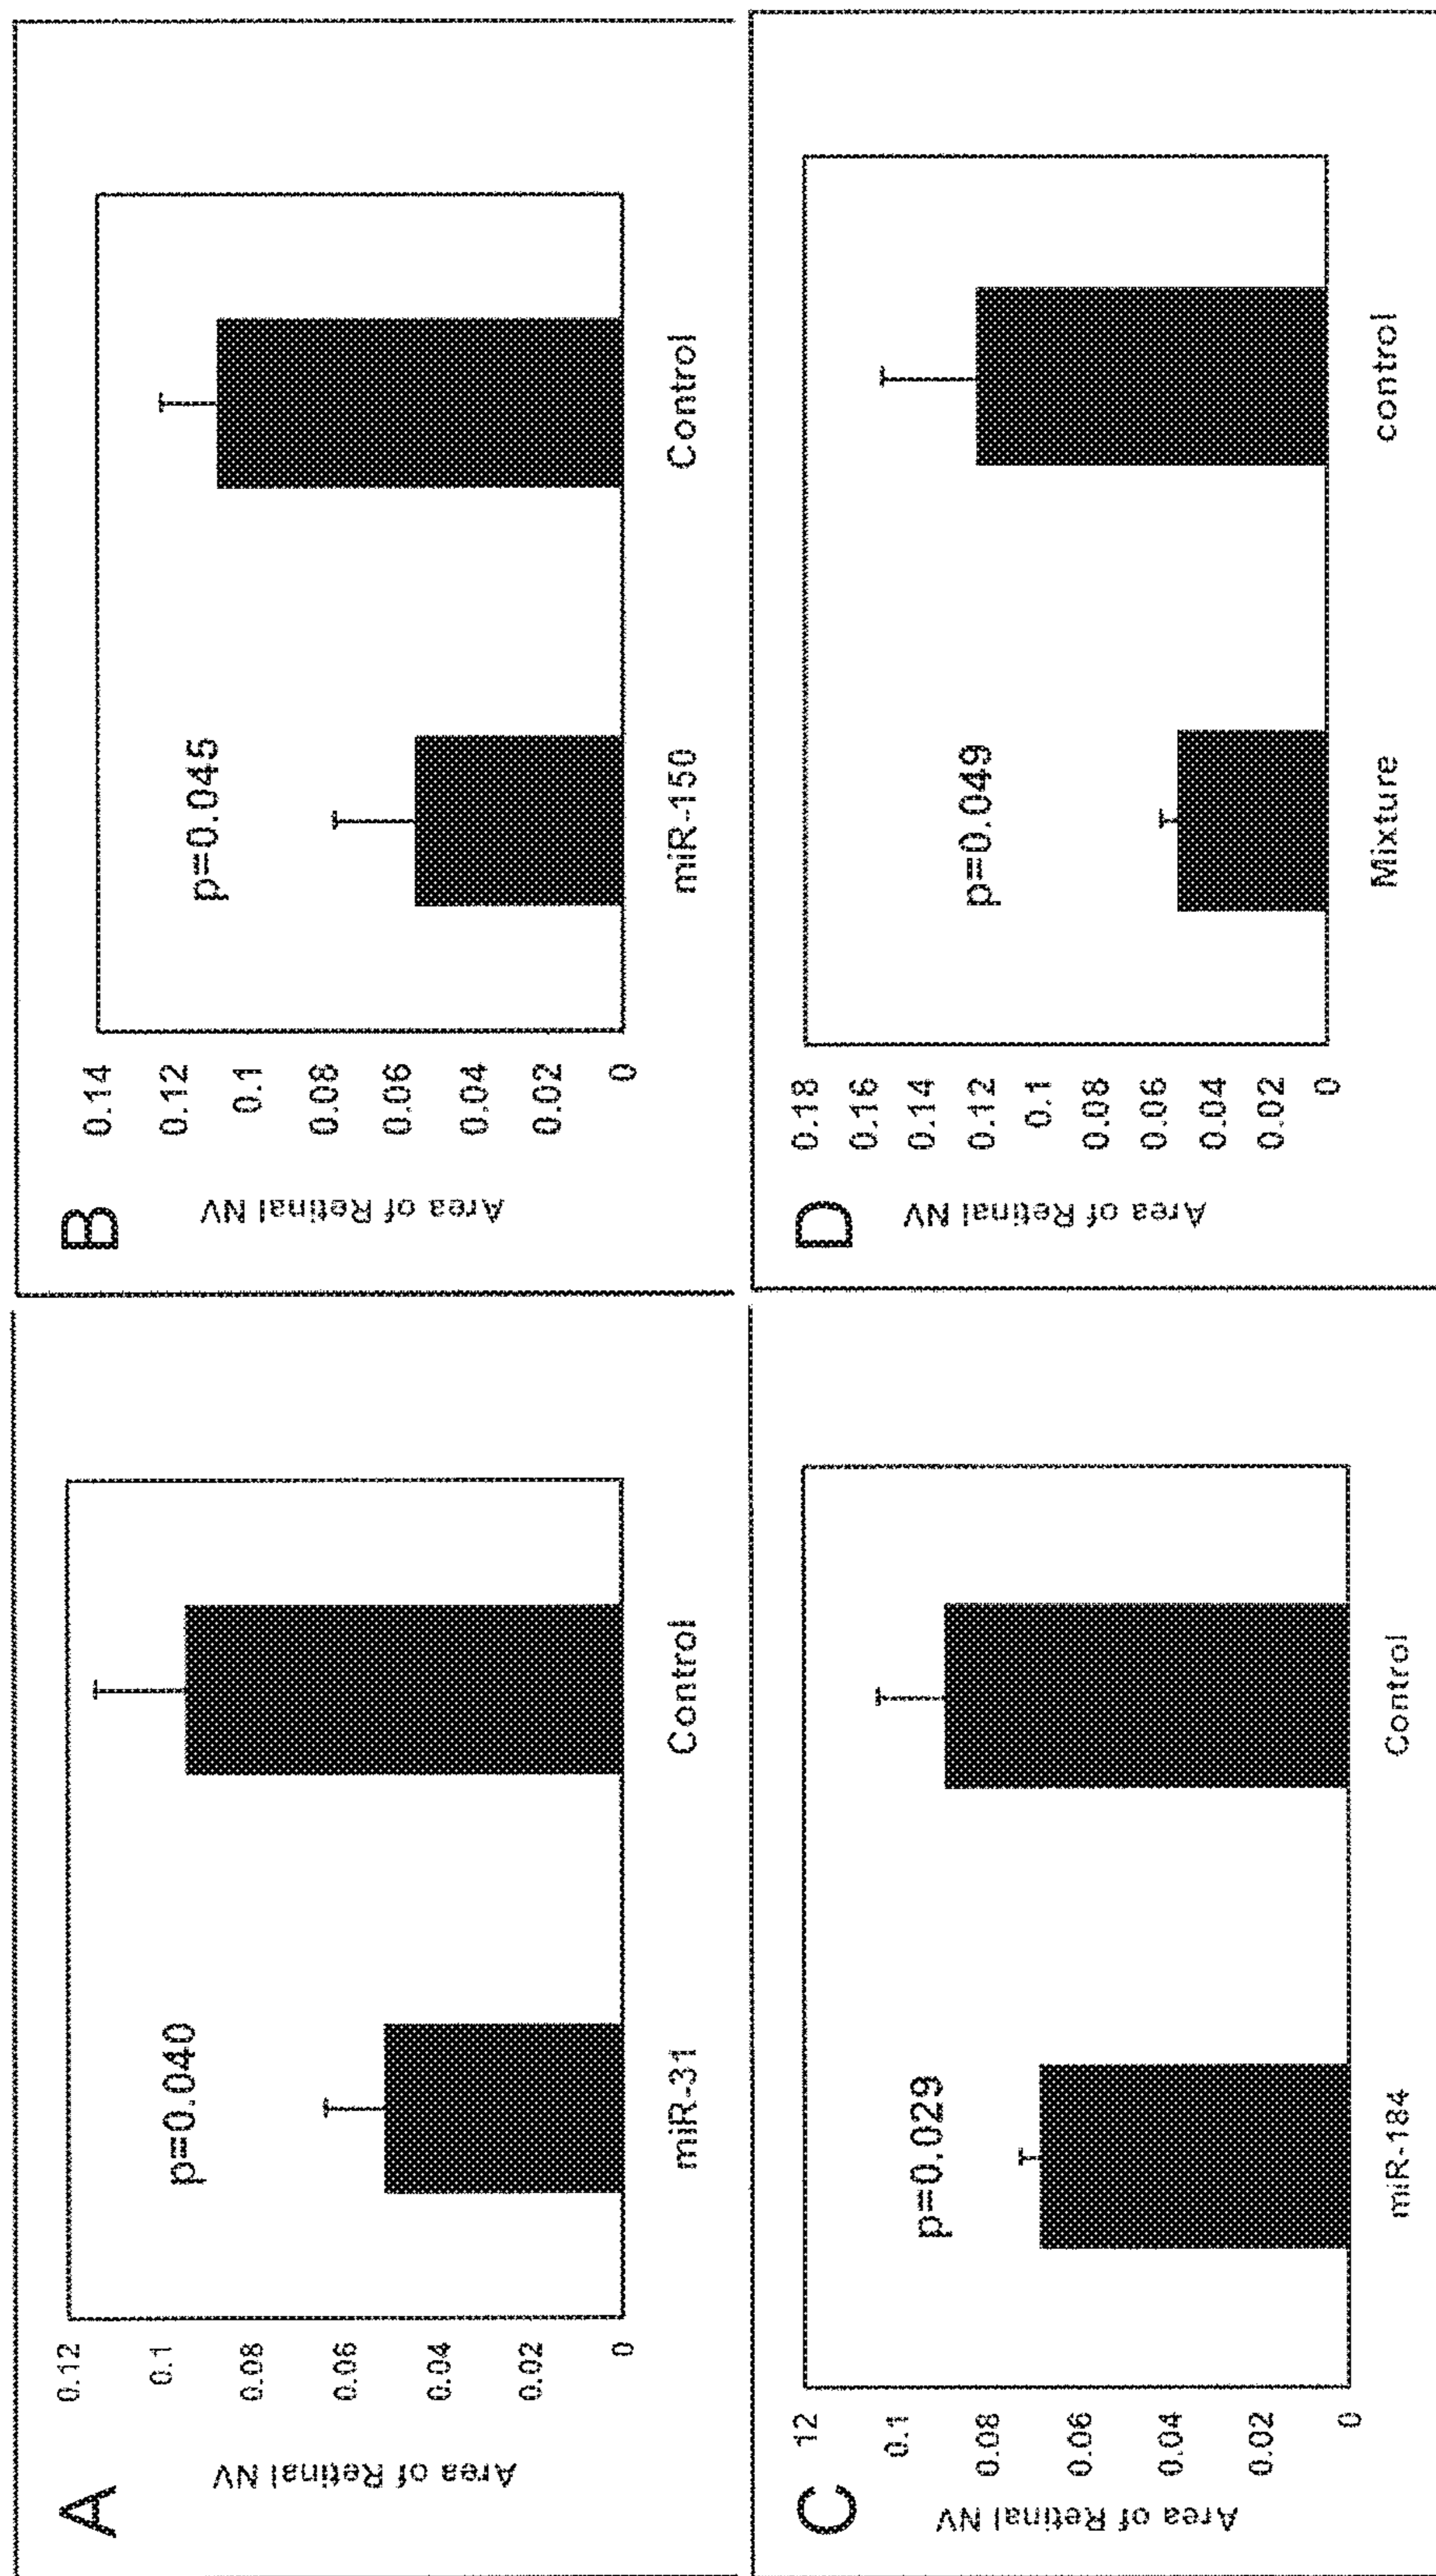 A
Area of Retinal NV
0.12
0.1
0.08
0.06
0.04
0.02
0
p=0.040
miR-31
Control
B
Area of Retinal NV
0.14
0.12
0.1
0.08
0.06
0.04
0.02
0
p=0.045
miR-150
Control
C
Area of Retinal NV
12
0.1
0.08
0.06
0.04
0.02
0
p=0.029
miR-184
Control
D
Area of Retinal NV
0.18
0.16
0.14
0.12
0.1
0.08
0.06
0.04
0.02
0
p=0.049
Mixture
control